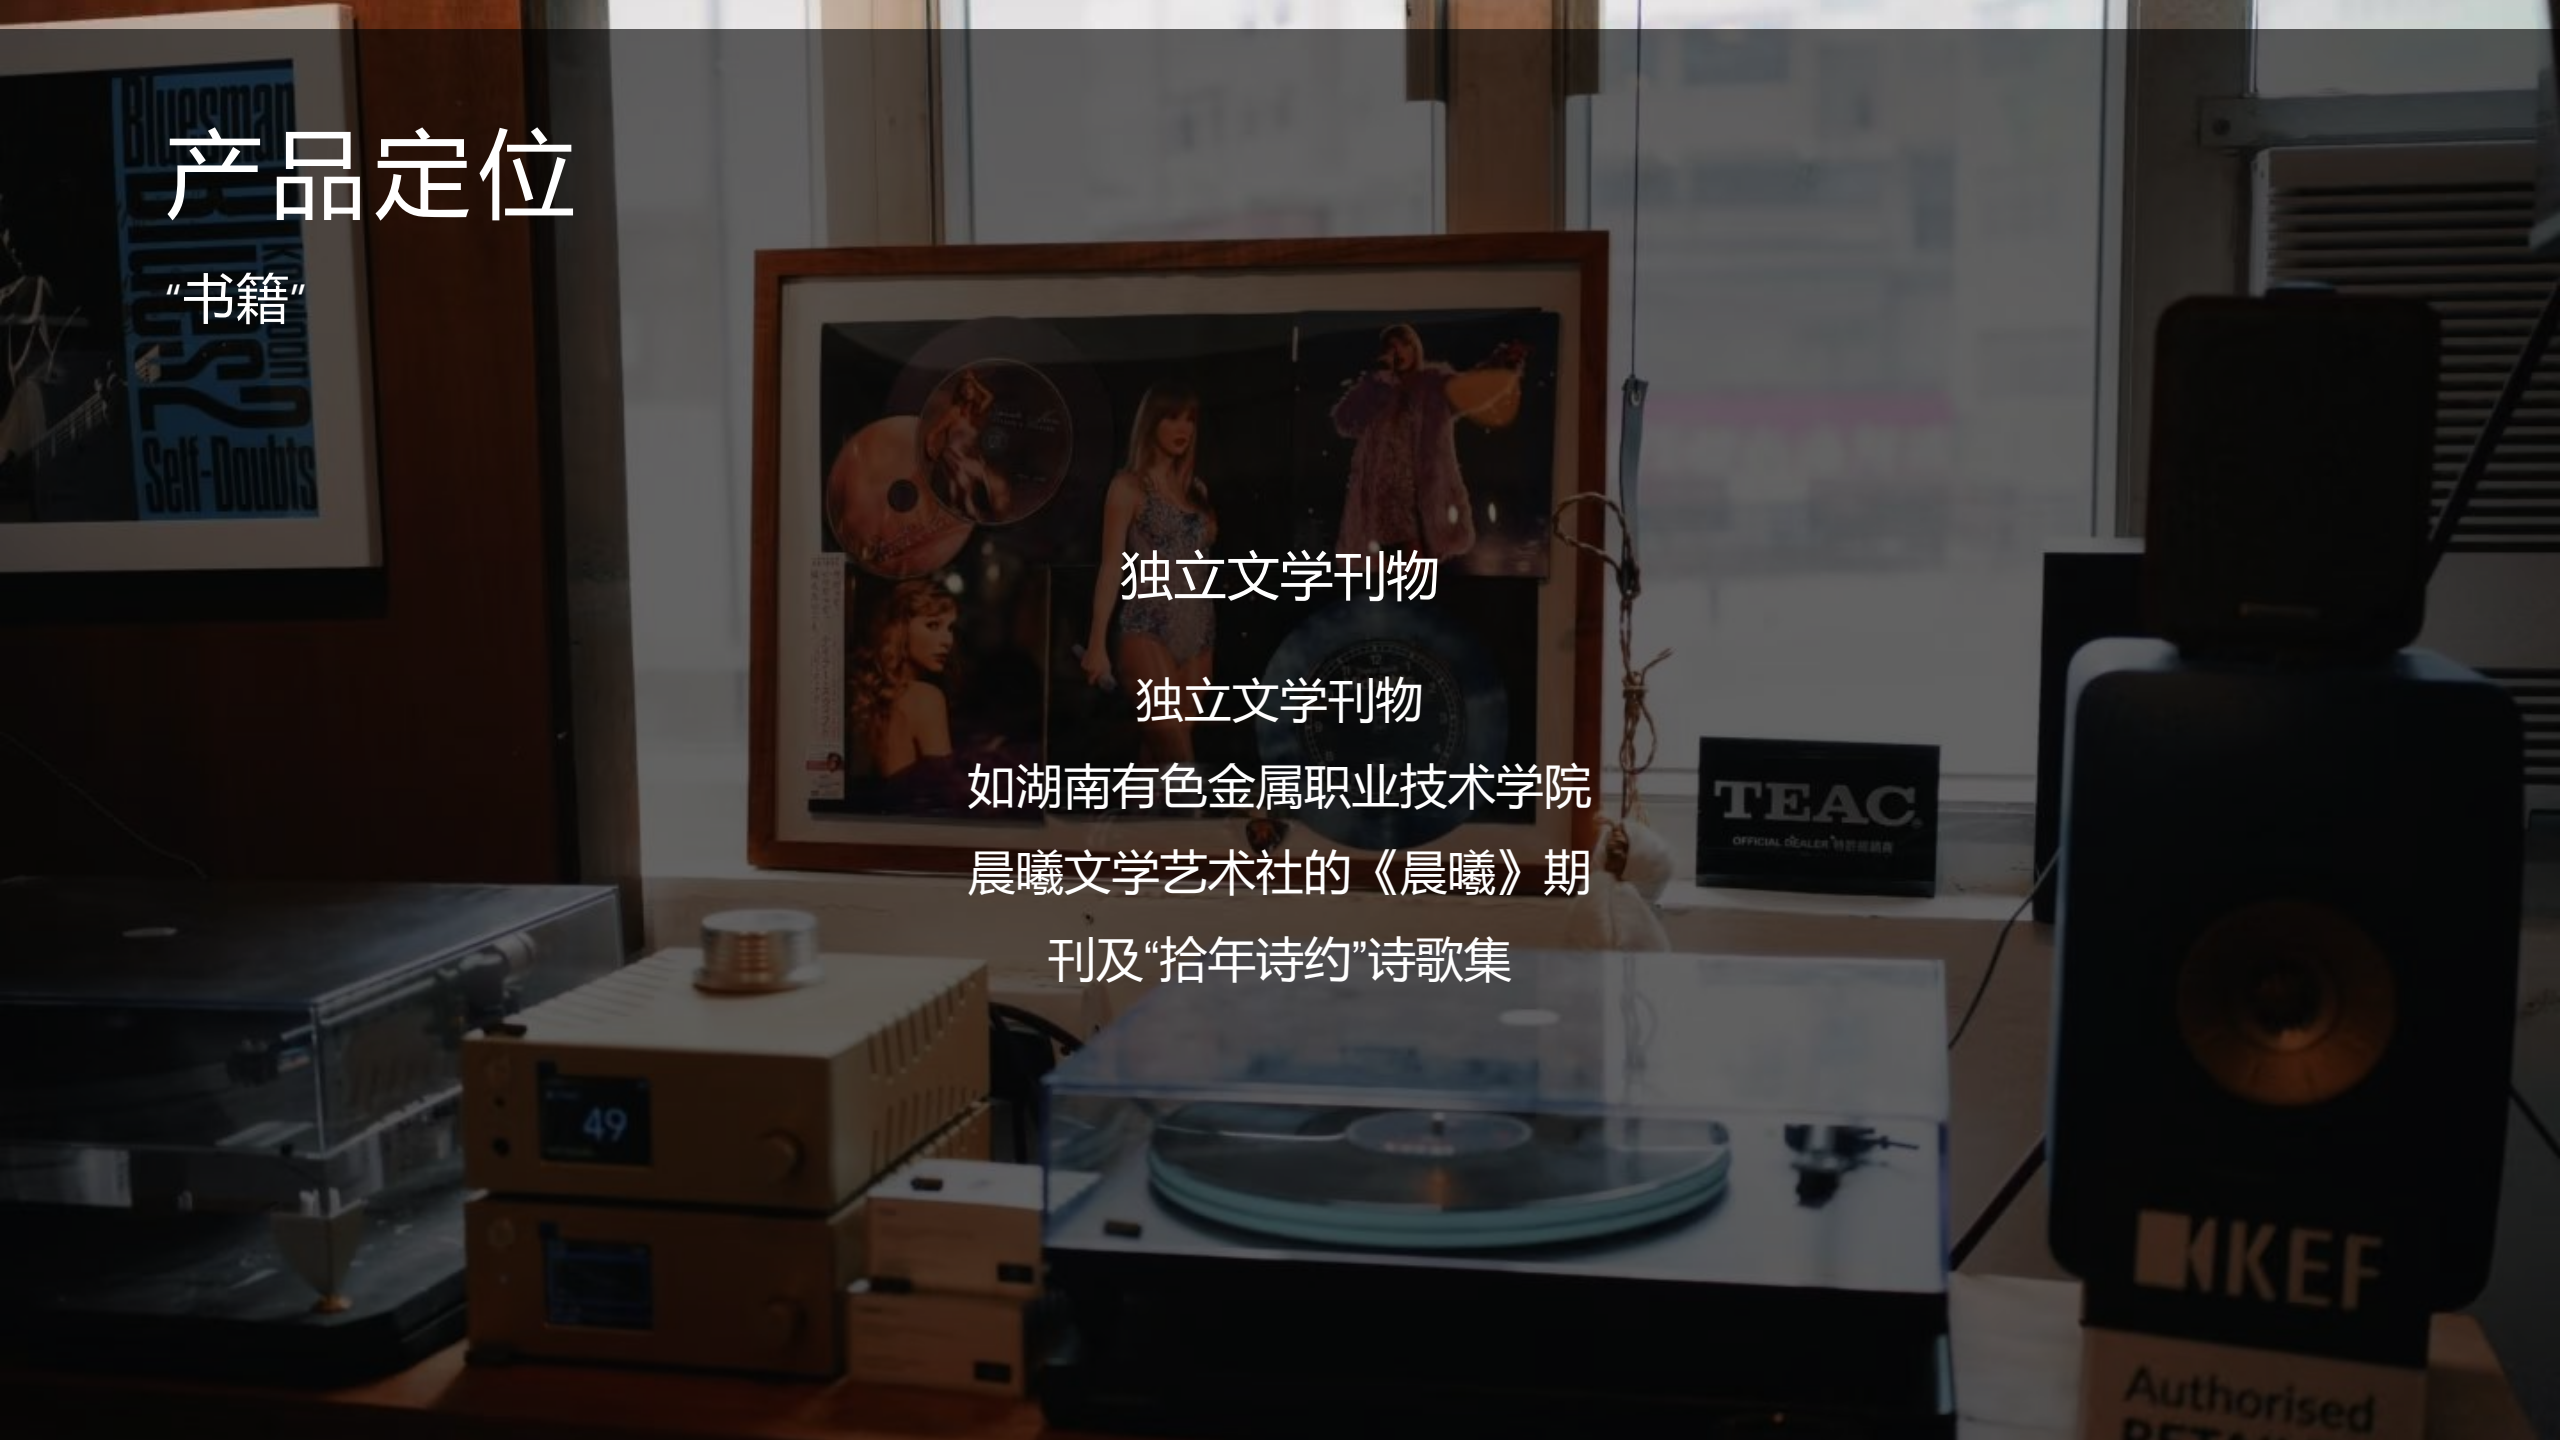 产品定位
“书籍”
独立文学刊物
独立文学刊物
如湖南有色金属职业技术学院
晨曦文学艺术社的《晨曦》期
刊及“拾年诗约”诗歌集
Bluesman
Self-Doubts
TEAC
OFFICIAL DEALER
49
KEF
Authorised